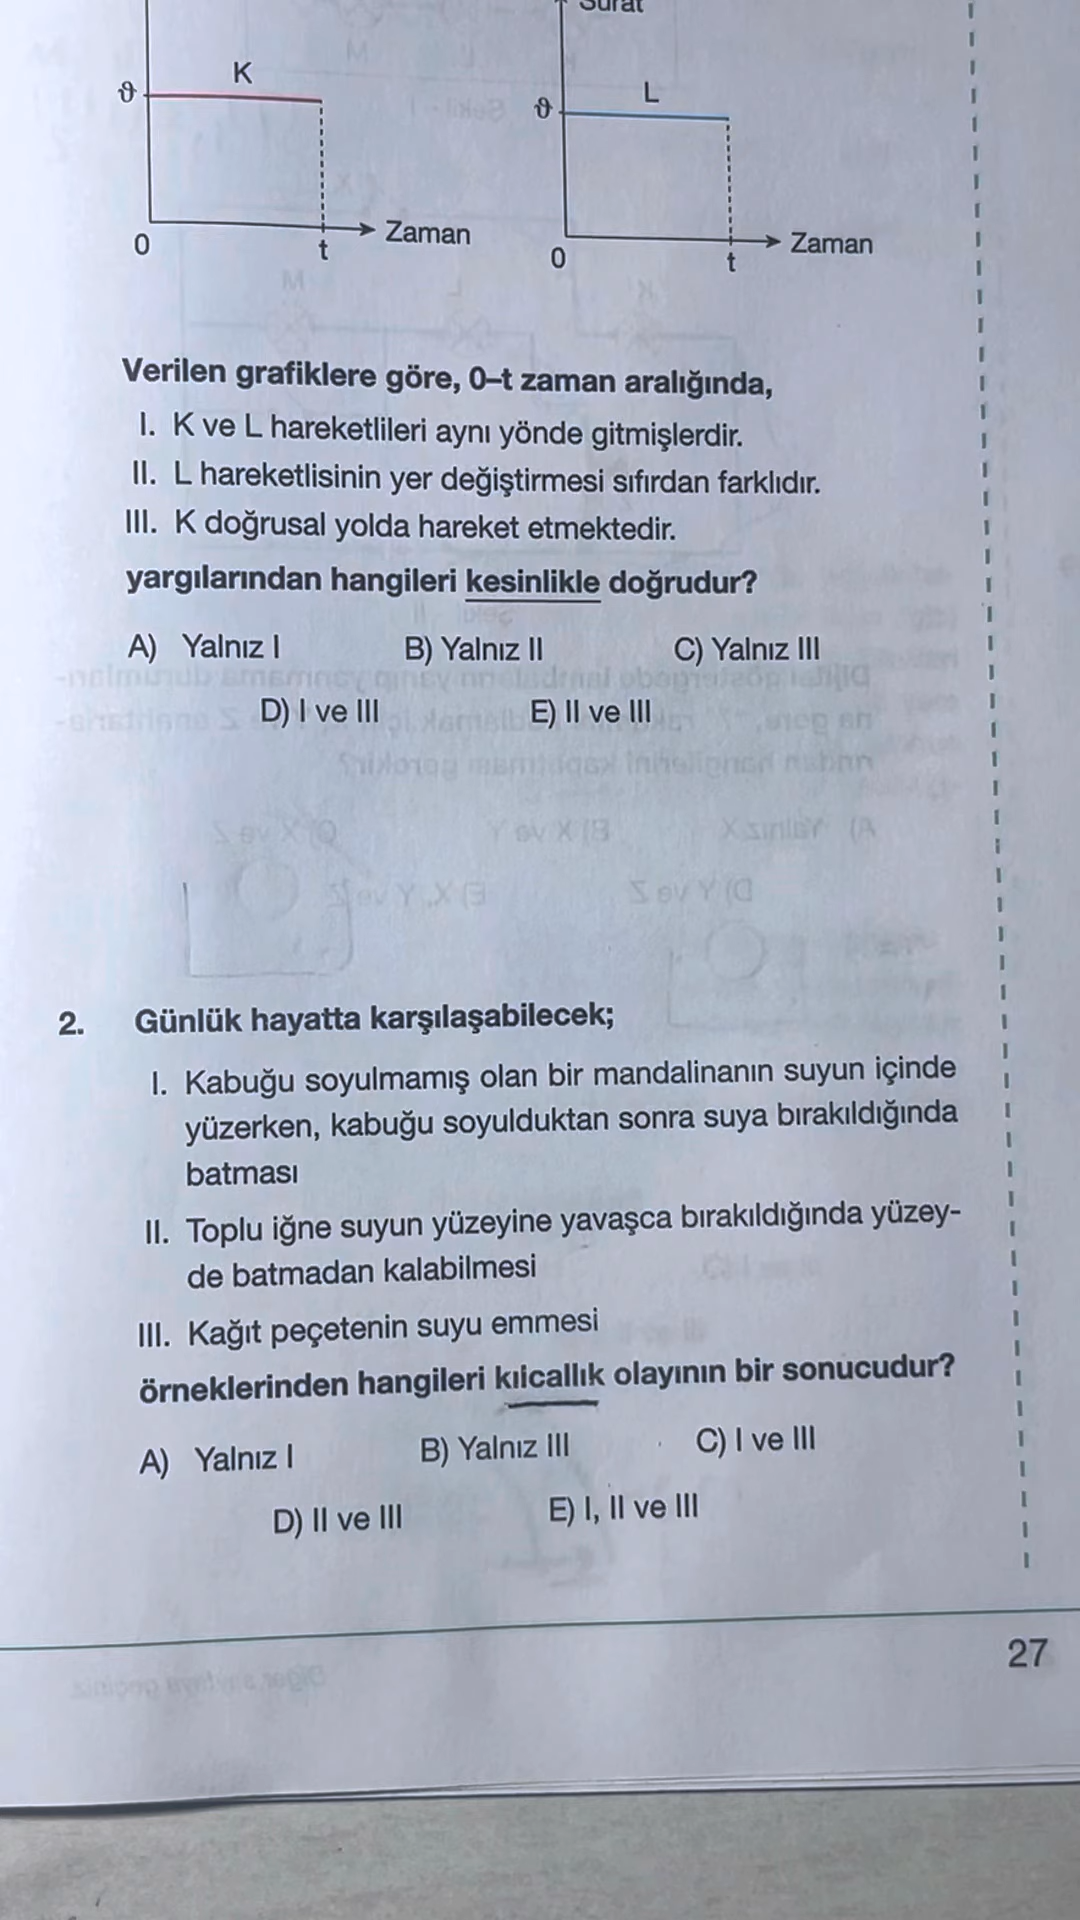 Sürat
K
L
ϑ
ϑ
Zaman
Zaman
0
t
0
t
Verilen grafiklere göre, 0–t zaman aralığında,
I. K ve L hareketlileri aynı yönde gitmişlerdir.
II. L hareketlisinin yer değiştirmesi sıfırdan farklıdır.
III. K doğrusal yolda hareket etmektedir.
yargılarından hangileri kesinlikle doğrudur?
A) Yalnız I B) Yalnız II C) Yalnız III
D) I ve III E) II ve III
2. Günlük hayatta karşılaşabilecek;
I. Kabuğu soyulmamış olan bir mandalinanın suyun içinde
yüzerken, kabuğu soyulduktan sonra suya bırakıldığında
batması
II. Toplu iğne suyun yüzeyine yavaşca bırakıldığında yüzey-
de batmadan kalabilmesi
III. Kağıt peçetenin suyu emmesi
örneklerinden hangileri kılcallık olayının bir sonucudur?
A) Yalnız I B) Yalnız III C) I ve III
D) II ve III E) I, II ve III
27